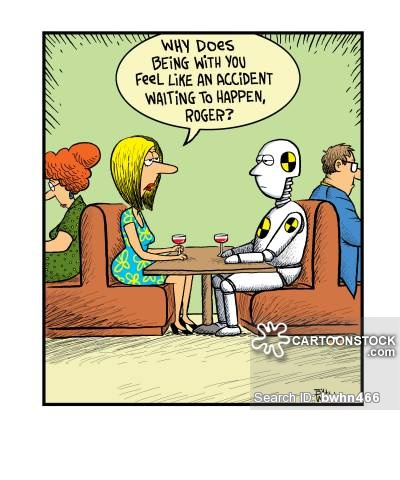 WHY DOES
BEING WITH YOU
FEEL LIKE AN ACCIDENT
WAITING TO HAPPEN,
ROGER?
CARTOONSTOCK
.com
Search ID: bwhn466